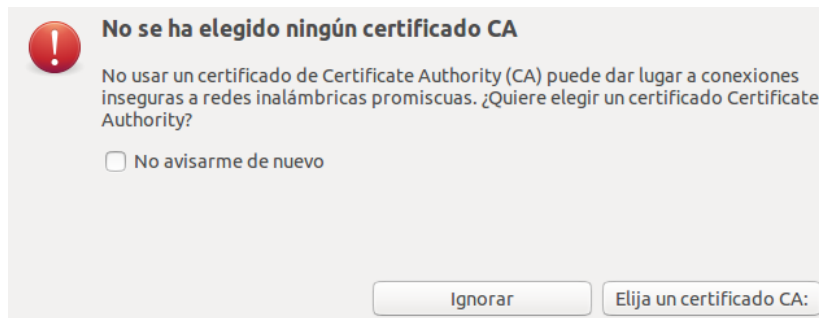 No se ha elegido ningún certificado CA
No usar un certificado de Certificate Authority (CA) puede dar lugar a conexiones
inseguras a redes inalámbricas promiscuas. ¿Quiere elegir un certificado Certificate
Authority?
No avisarme de nuevo
Ignorar
Elija un certificado CA: